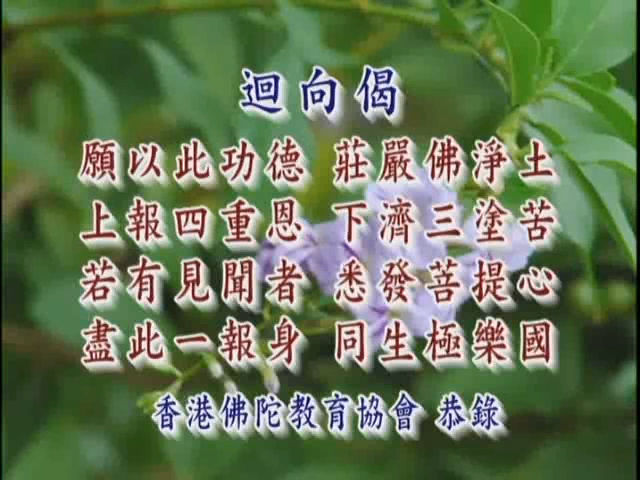 迴向偈
願以此功德 莊嚴佛淨土
上報四重恩 下濟三塗苦
若有見聞者 悉發菩提心
盡此一報身 同生極樂國
香港佛陀教育協會 恭錄